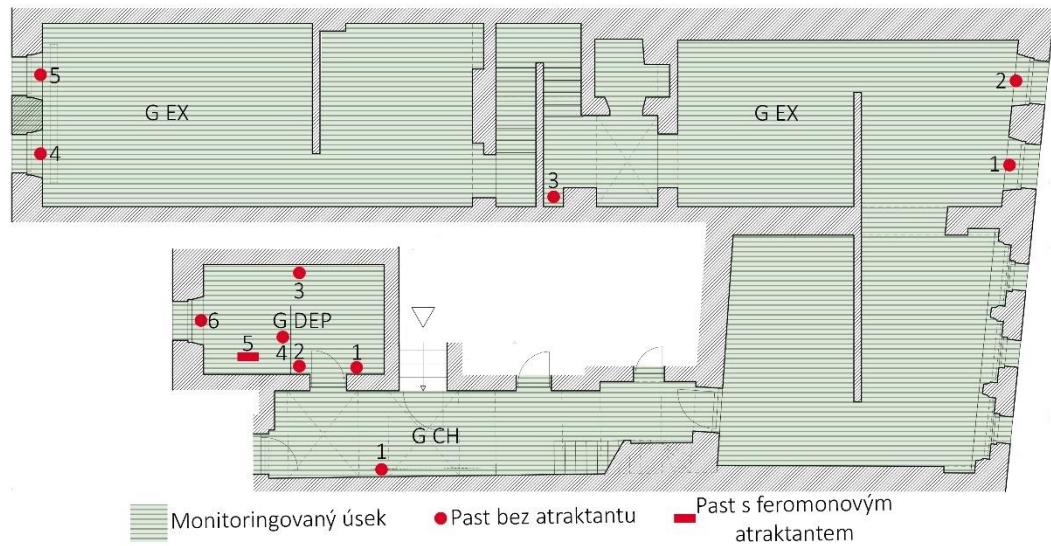 5
G EX
4
3
G EX
2
1
3
6
G DEP
5
4
2
1
G CH
1
Monitoringovaný úsek
Past bez atraktantu
Past s feromonovým
atraktantem